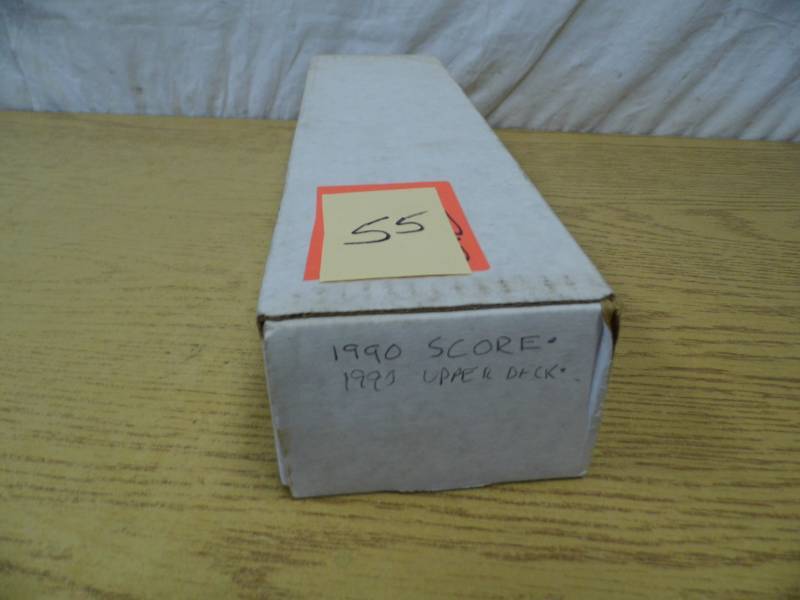 55
1990 SCORE.
UPPER DECK.